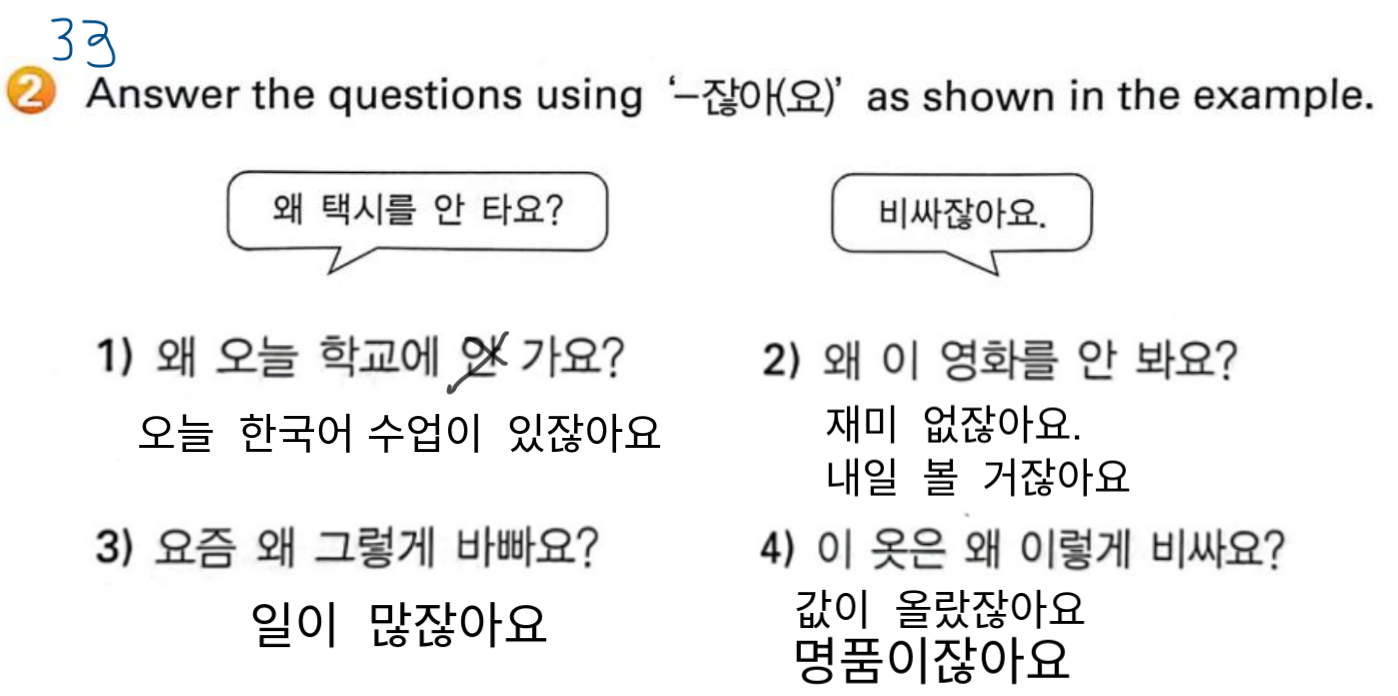 33
2 Answer the questions using '–잖아(요)' as shown in the example.
왜 택시를 안 타요?
비싸잖아요.
1) 왜 오늘 학교에 안 가요?
오늘 한국어 수업이 있잖아요
2) 왜 이 영화를 안 봐요?
재미 없잖아요.
내일 볼 거잖아요
3) 요즘 왜 그렇게 바빠요?
일이 많잖아요
4) 이 옷은 왜 이렇게 비싸요?
값이 올랐잖아요
명품이잖아요